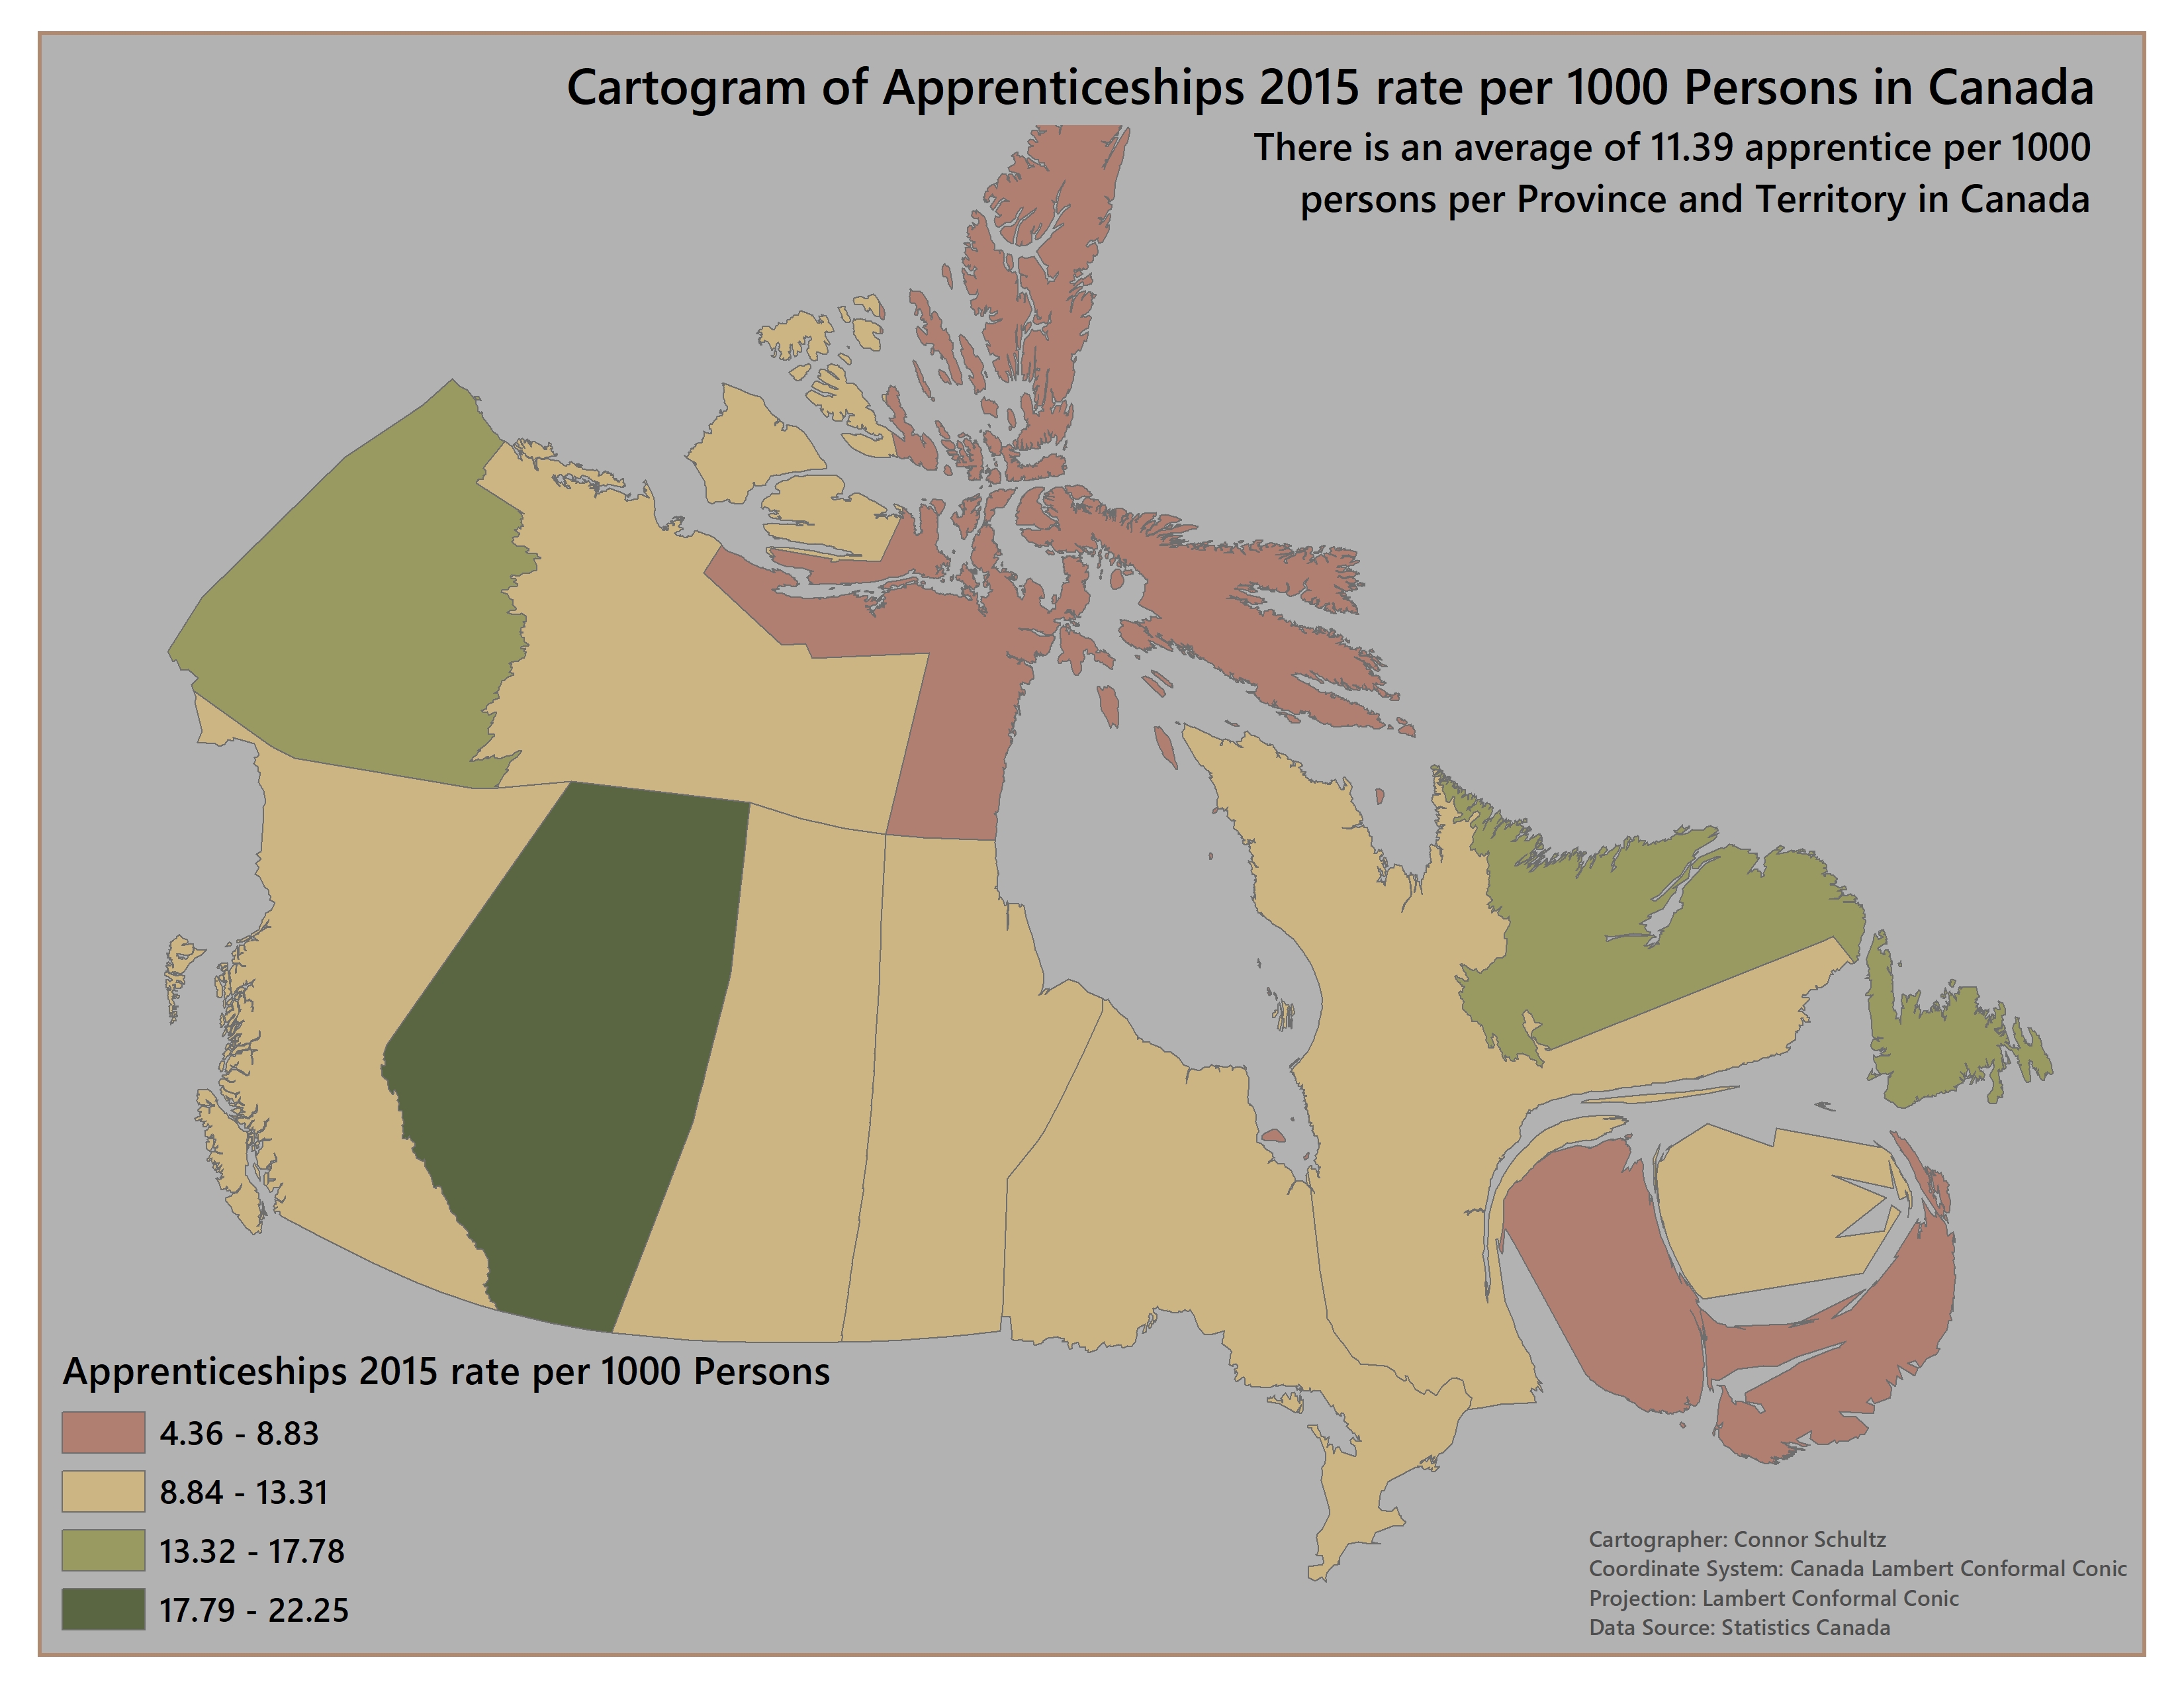 Cartogram of Apprenticeships 2015 rate per 1000 Persons in Canada
There is an average of 11.39 apprentice per 1000
persons per Province and Territory in Canada
Apprenticeships 2015 rate per 1000 Persons
4.36 - 8.83
8.84 - 13.31
13.32 - 17.78
17.79 - 22.25
Cartographer: Connor Schultz
Coordinate System: Canada Lambert Conformal Conic
Projection: Lambert Conformal Conic
Data Source: Statistics Canada